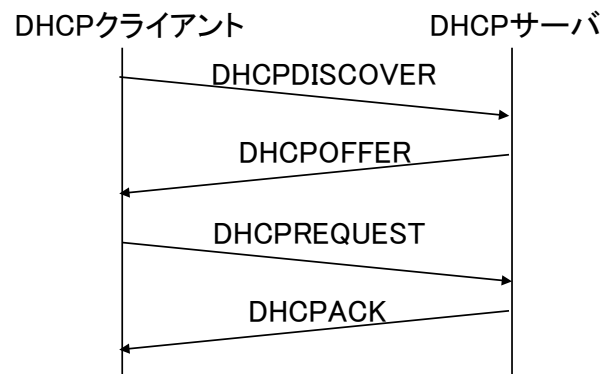 DHCPクライアント
DHCPサーバ
DHCPDISCOVER
DHCPOFFER
DHCPREQUEST
DHCPACK